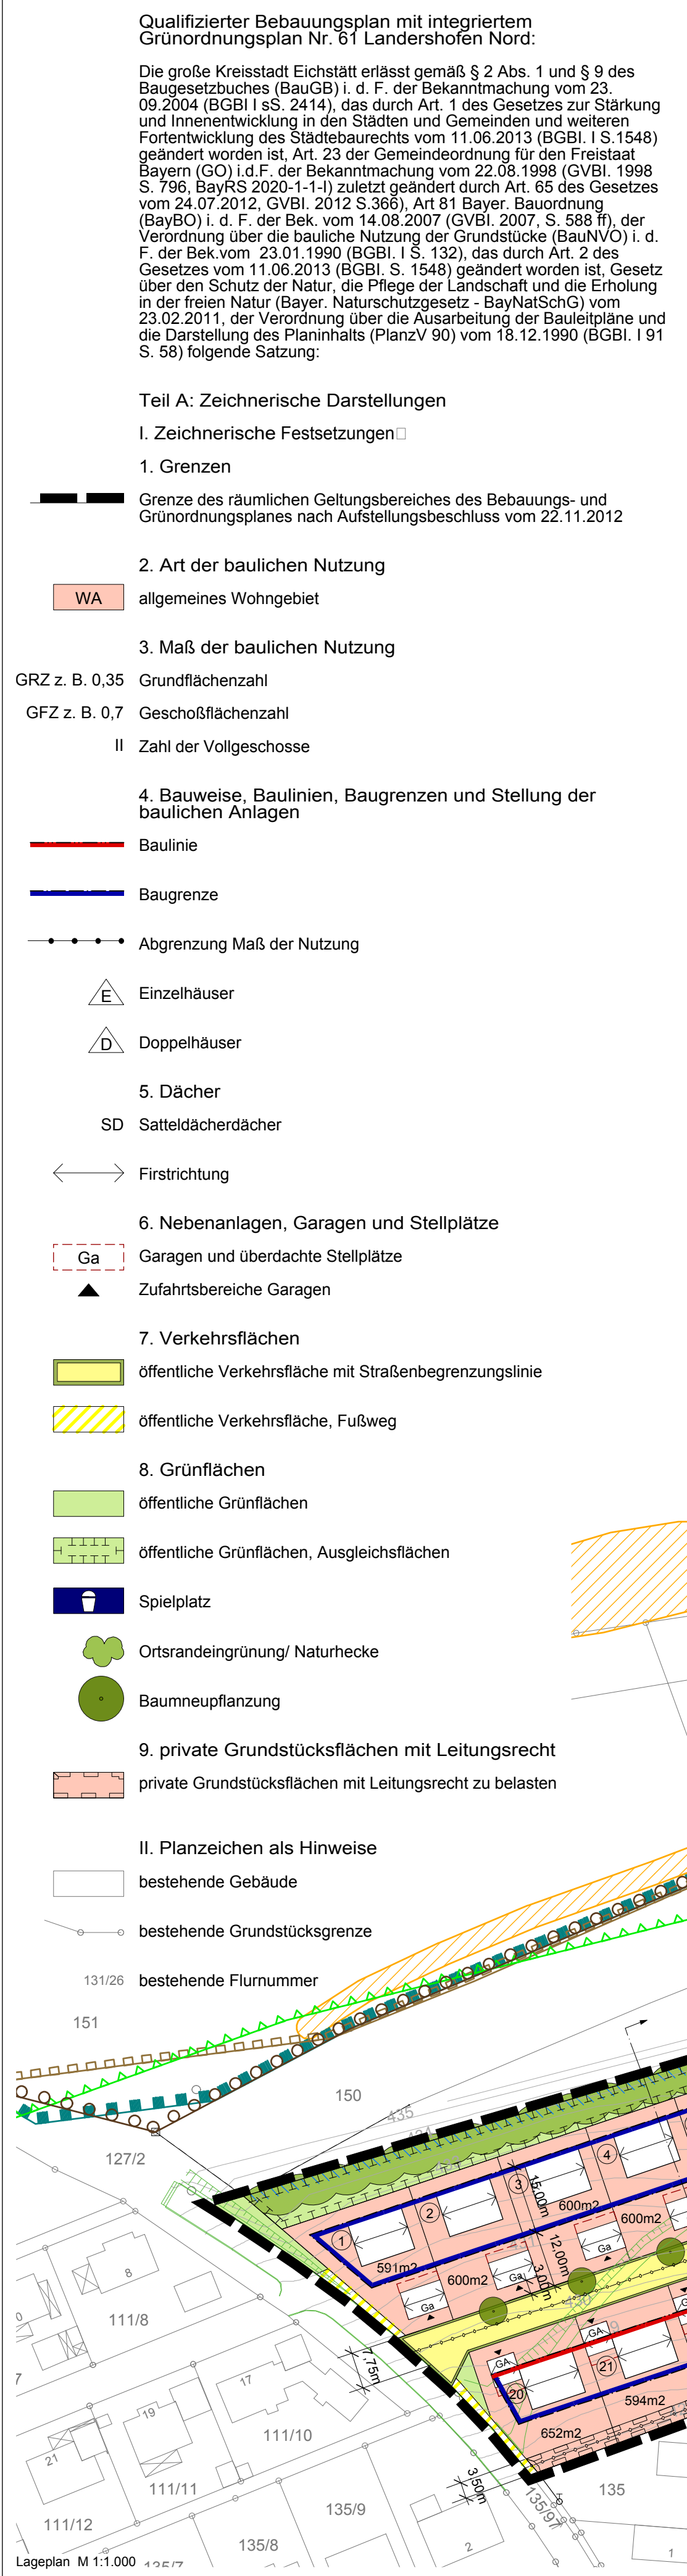 Qualifizierter Bebauungsplan mit integriertem
Grünordnungsplan Nr. 61 Landershofen Nord:
Die große Kreisstadt Eichstätt erlässt gemäß § 2 Abs. 1 und § 9 des
Baugesetzbuches (BauGB) i. d. F. der Bekanntmachung vom 23.
09.2004 (BGBl I sS. 2414), das durch Art. 1 des Gesetzes zur Stärkung
und Innenentwicklung in den Städten und Gemeinden und weiteren
Fortentwicklung des Städtebaurechts vom 11.06.2013 (BGBl. I S.1548)
geändert worden ist, Art. 23 der Gemeindeordnung für den Freistaat
Bayern (GO) i.d.F. der Bekanntmachung vom 22.08.1998 (GVBl. 1998
S. 796, BayRS 2020-1-1-I) zuletzt geändert durch Art. 65 des Gesetzes
vom 24.07.2012, GVBl. 2012 S.366), Art 81 Bayer. Bauordnung
(BayBO) i. d. F. der Bek. vom 14.08.2007 (GVBl. 2007, S. 588 ff), der
Verordnung über die bauliche Nutzung der Grundstücke (BauNVO) i. d.
F. der Bek.vom  23.01.1990 (BGBl. I S. 132), das durch Art. 2 des
Gesetzes vom 11.06.2013 (BGBl. S. 1548) geändert worden ist, Gesetz
über den Schutz der Natur, die Pflege der Landschaft und die Erholung
in der freien Natur (Bayer. Naturschutzgesetz - BayNatSchG) vom
23.02.2011, der Verordnung über die Ausarbeitung der Bauleitpläne und
die Darstellung des Planinhalts (PlanzV 90) vom 18.12.1990 (BGBl. I 91
S. 58) folgende Satzung:
Teil A: Zeichnerische Darstellungen
I. Zeichnerische Festsetzungen
1. Grenzen
Grenze des räumlichen Geltungsbereiches des Bebauungs- und
Grünordnungsplanes nach Aufstellungsbeschluss vom 22.11.2012
2. Art der baulichen Nutzung
WA allgemeines Wohngebiet
3. Maß der baulichen Nutzung
GRZ z. B. 0,35 Grundflächenzahl
GFZ z. B. 0,7 Geschoßflächenzahl
II Zahl der Vollgeschosse
4. Bauweise, Baulinien, Baugrenzen und Stellung der
baulichen Anlagen
Baulinie
Baugrenze
Abgrenzung Maß der Nutzung
E Einzelhäuser
D Doppelhäuser
5. Dächer
SD Satteldächerdächer
Firstrichtung
6. Nebenanlagen, Garagen und Stellplätze
Ga Garagen und überdachte Stellplätze
Zufahrtsbereiche Garagen
7. Verkehrsflächen
öffentliche Verkehrsfläche mit Straßenbegrenzungslinie
öffentliche Verkehrsfläche, Fußweg
8. Grünflächen
öffentliche Grünflächen
öffentliche Grünflächen, Ausgleichsflächen
Spielplatz
Ortsrandeingrünung/ Naturhecke
Baumneupflanzung
9. private Grundstücksflächen mit Leitungsrecht
private Grundstücksflächen mit Leitungsrecht zu belasten
II. Planzeichen als Hinweise
bestehende Gebäude
bestehende Grundstücksgrenze
131/26 bestehende Flurnummer
151
150
435
434
127/2
4
3
15,00m
600m2
2
600m2
1
591m2
12,00m
600m2
Ga
Ga
Ga
3,00m
430
8
111/8
7,75m
GA
GA
21
20
594m2
652m2
17
19
111/10
21
111/11
3,50m
135
135/9
135/97
111/12
135/8
2
1
135/7
Lageplan  M 1:1.000